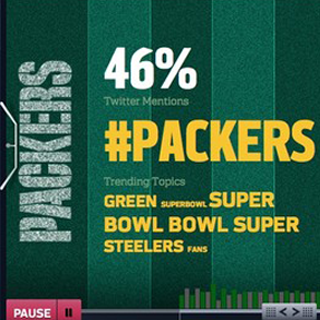 PACKERS
46%
Twitter Mentions
#PACKERS
Trending Topics
GREEN SUPERBOWL SUPER
BOWL BOWL SUPER
STEELERS FANS
PAUSE